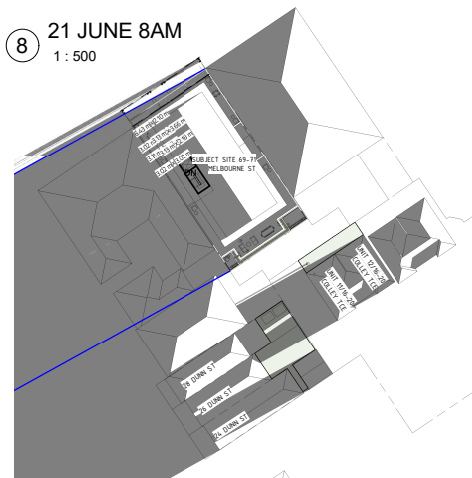 8
21 JUNE 8AM
1 : 500
SUBJECT SITE 69-71
MELBOURNE ST
DN
UNIT 11/16-20
COLLEY TCE
UNIT 12/16-20
COLLEY TCE
28 DUNN ST
26 DUNN ST
24 DUNN ST